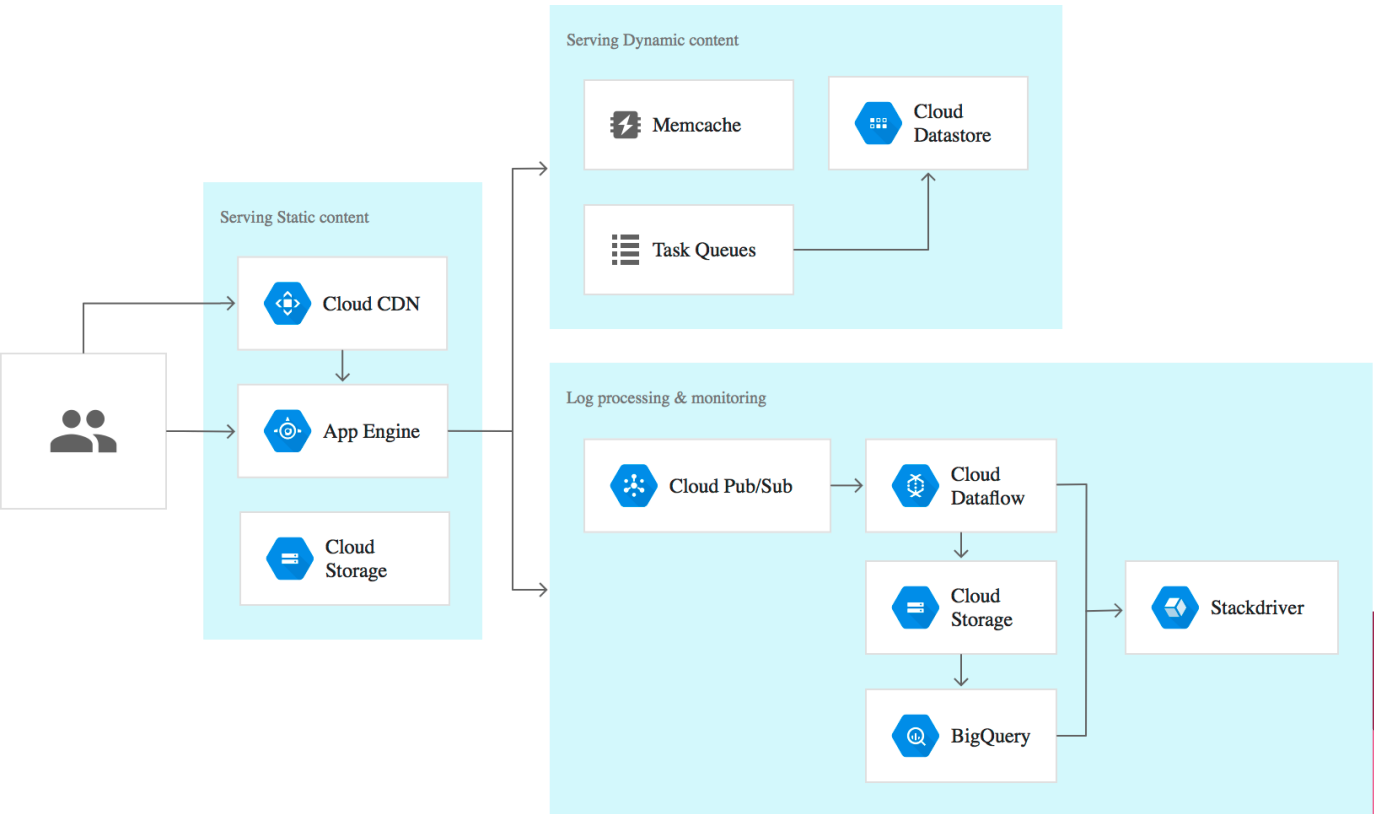 Serving Dynamic content
Memcache
Cloud
Datastore
Task Queues
Serving Static content
Cloud CDN
App Engine
Cloud
Storage
Log processing & monitoring
Cloud Pub/Sub
Cloud
Dataflow
Cloud
Storage
Stackdriver
BigQuery